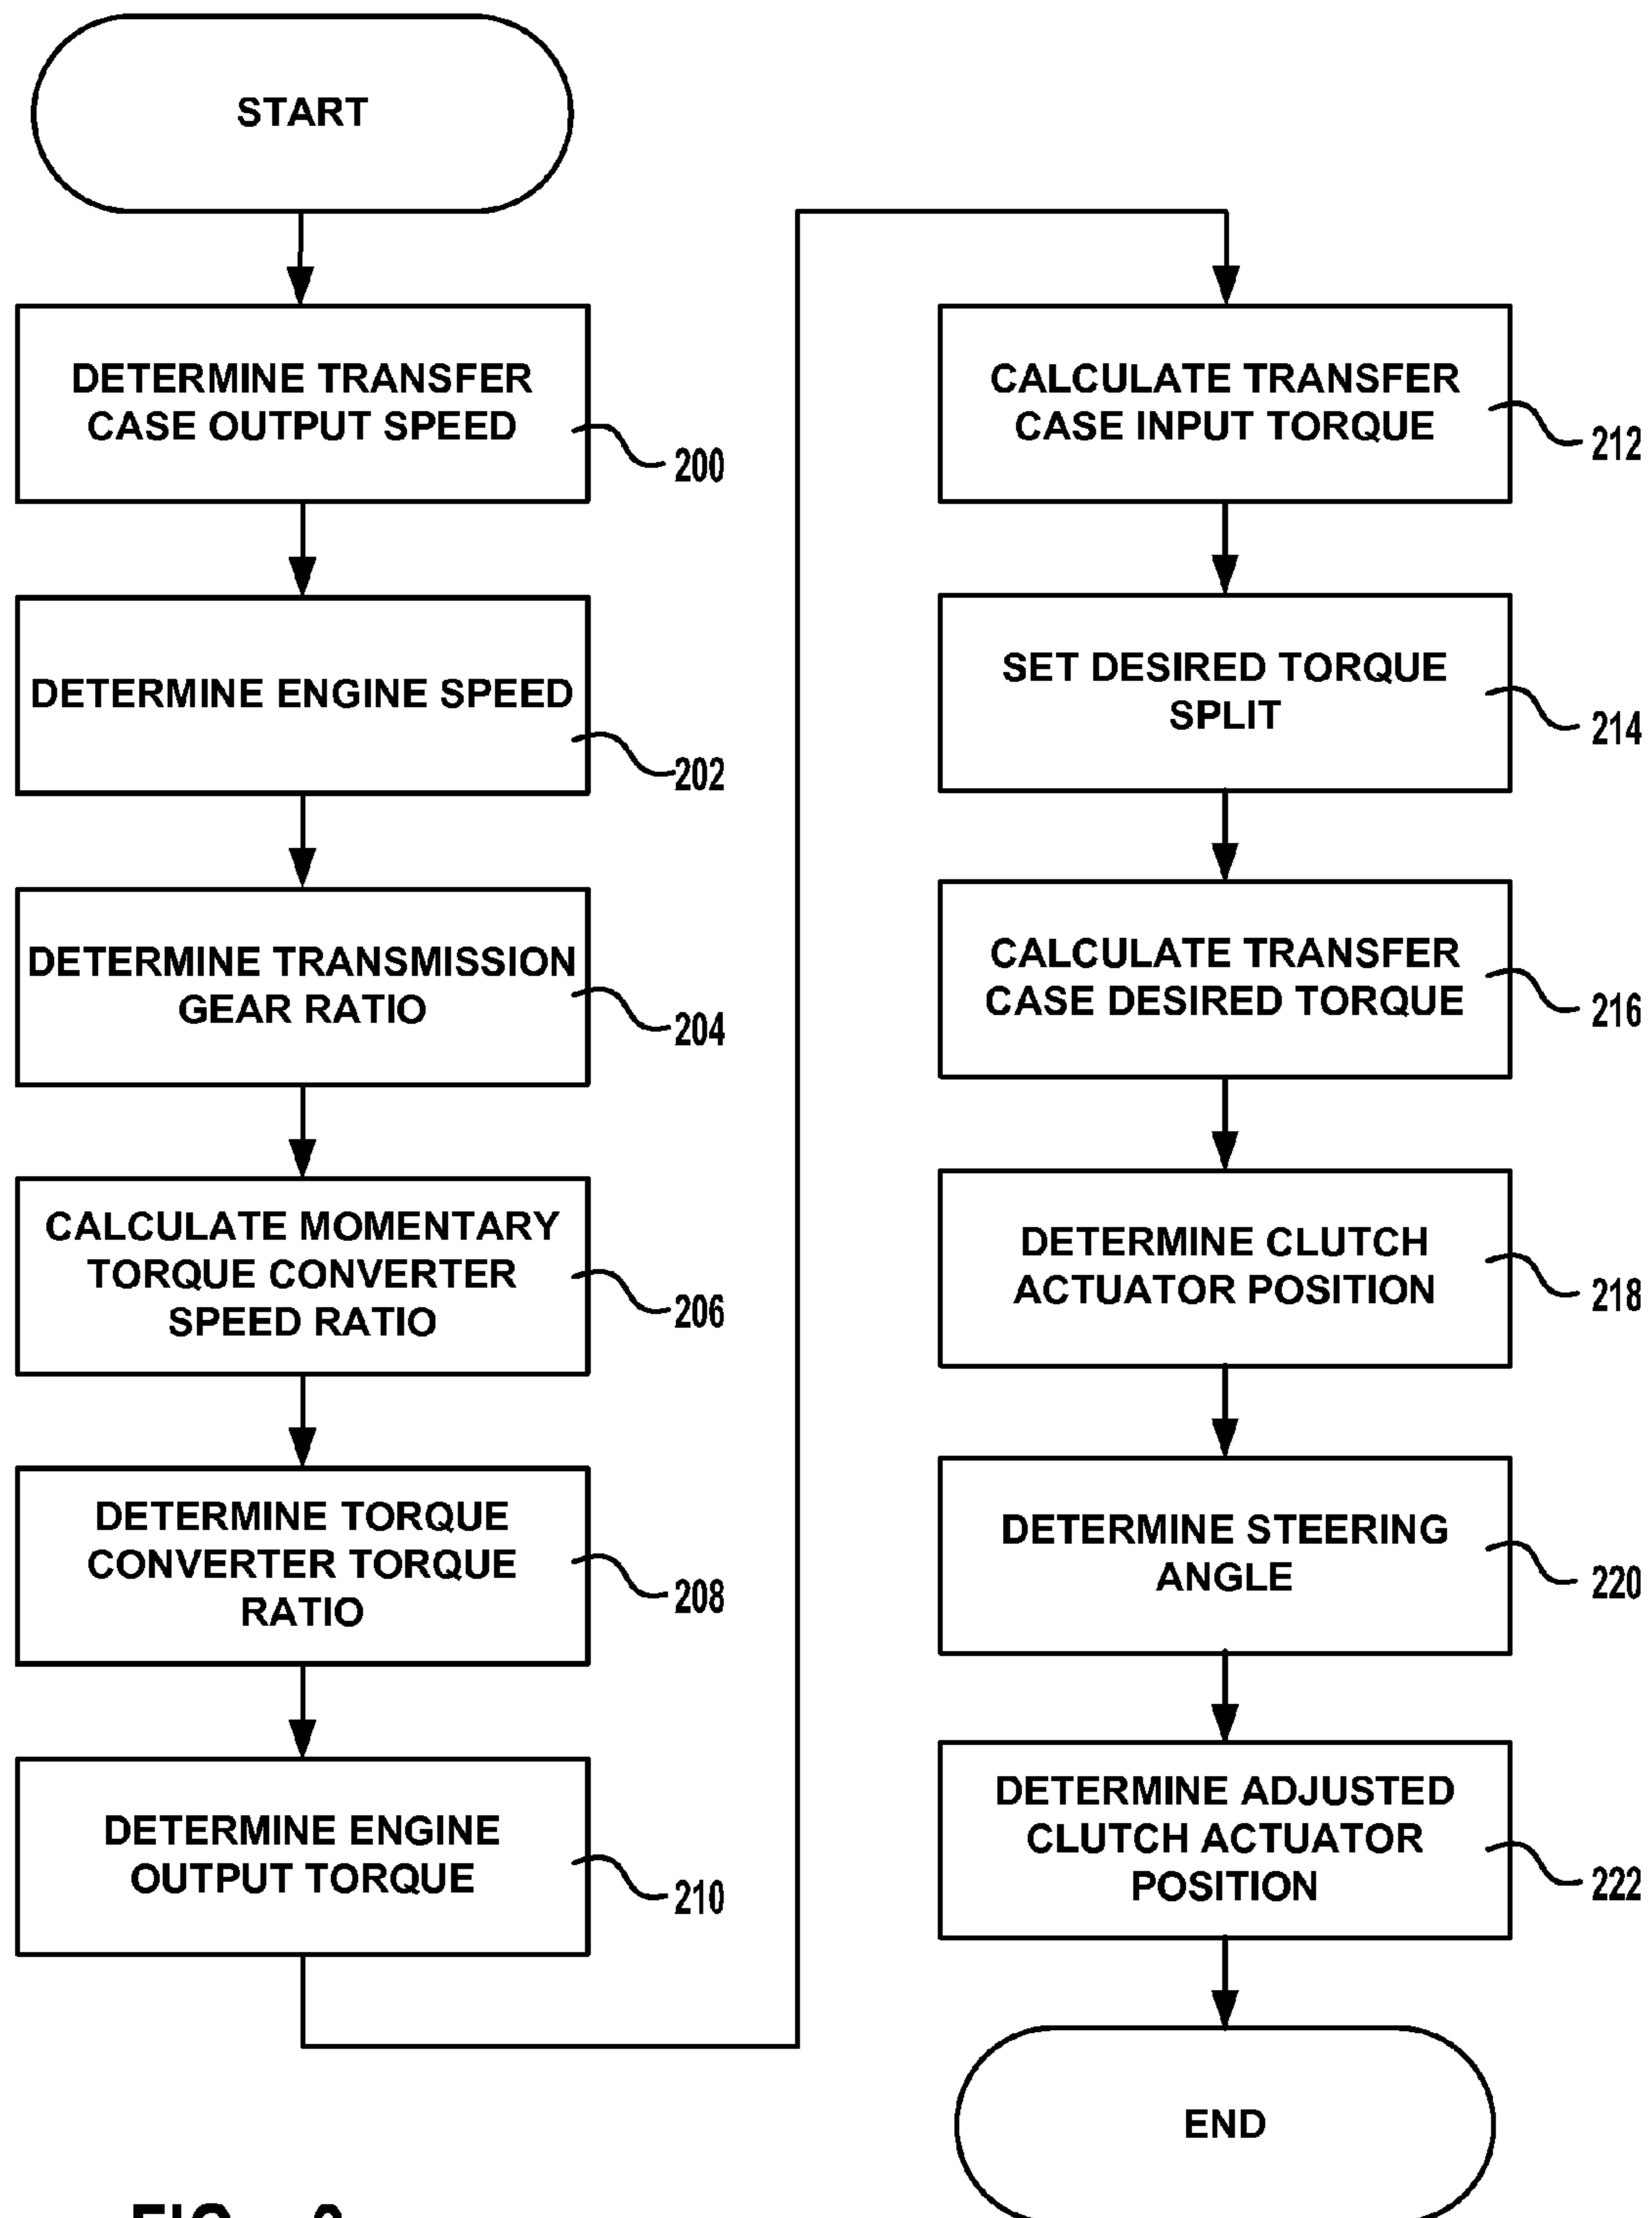 START
DETERMINE TRANSFER
CASE OUTPUT SPEED
200
DETERMINE ENGINE SPEED
202
DETERMINE TRANSMISSION
GEAR RATIO
204
CALCULATE MOMENTARY
TORQUE CONVERTER
SPEED RATIO
206
DETERMINE TORQUE
CONVERTER TORQUE
RATIO
208
DETERMINE ENGINE
OUTPUT TORQUE
210
CALCULATE TRANSFER
CASE INPUT TORQUE
212
SET DESIRED TORQUE
SPLIT
214
CALCULATE TRANSFER
CASE DESIRED TORQUE
216
DETERMINE CLUTCH
ACTUATOR POSITION
218
DETERMINE STEERING
ANGLE
220
DETERMINE ADJUSTED
CLUTCH ACTUATOR
POSITION
222
END